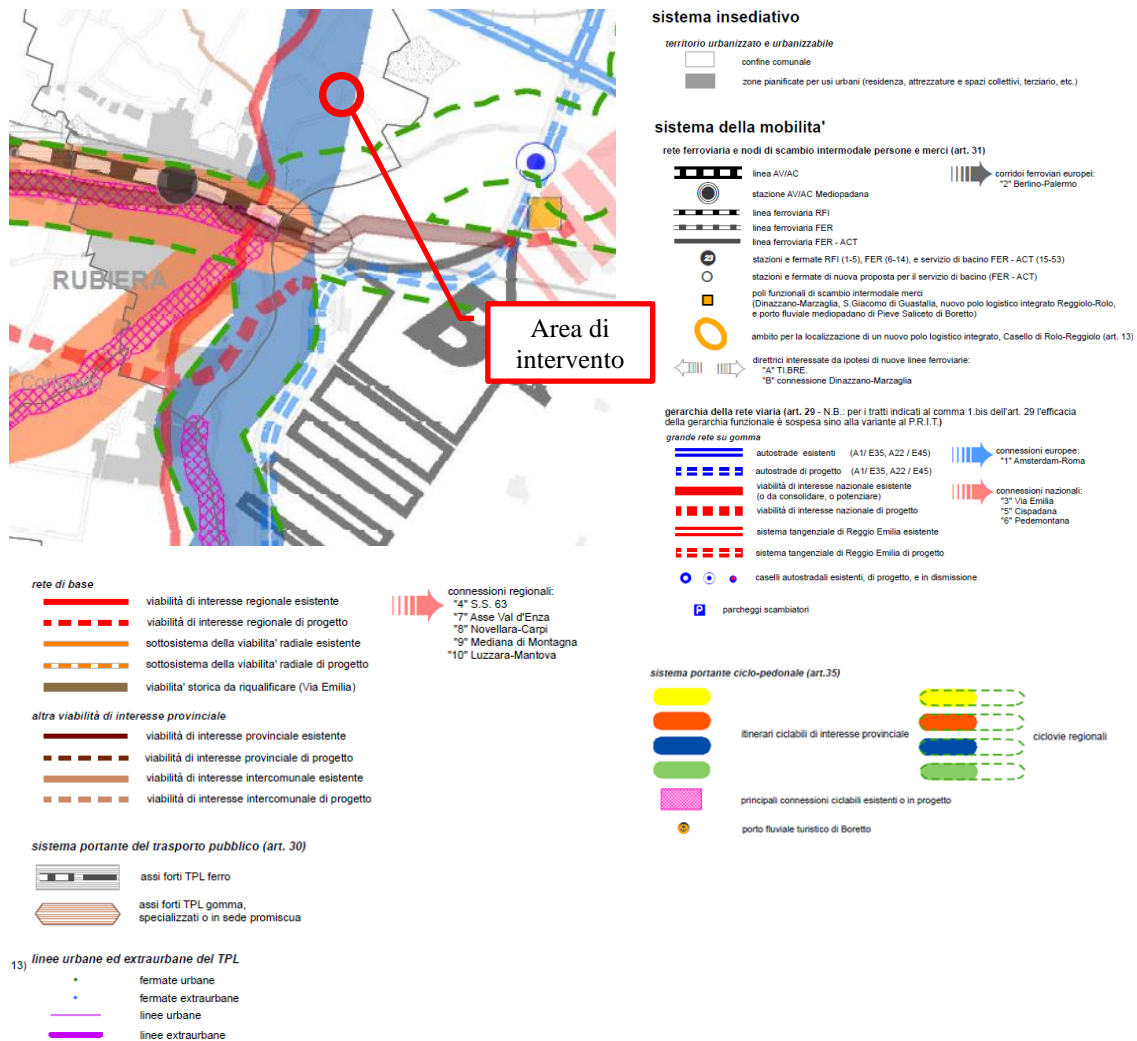 RUBIERA
B
Area di
intervento
sistema insediativo
territorio urbanizzato e urbanizzabile
confine comunale
zone pianificate per usi urbani (residenza, attrezzature e spazi collettivi, terziario, etc.)
sistema della mobilita'
rete ferroviaria e nodi di scambio intermodale persone e merci (art. 31)
linea AV/AC
corridoi ferroviari europei:
"2" Berlino-Palermo
stazione AV/AC Mediopadana
linea ferroviaria RFI
linea ferroviaria FER
linea ferroviaria FER - ACT
23 stazioni e fermate RFI (1-5), FER (6-14), e servizio di bacino FER - ACT (15-53)
stazioni e fermate di nuova proposta per il servizio di bacino (FER - ACT)
poli funzionali di scambio intermodale merci
(Dinazzano-Marzaglia, S.Giacomo di Guastalla, nuovo polo logistico integrato Reggiolo-Rolo,
e porto fluviale mediopadano di Pieve Saliceto di Boretto)
ambito per la localizzazione di un nuovo polo logistico integrato, Casello di Rolo-Reggiolo (art. 13)
direttrici interessate da ipotesi di nuove linee ferroviarie:
"A" TI.BRE.
"B" connessione Dinazzano-Marzaglia
gerarchia della rete viaria (art. 29 - N.B.: per i tratti indicati al comma 1.bis dell'art. 29 l'efficacia
della gerarchia funzionale è sospesa sino alla variante al P.R.I.T.)
grande rete su gomma
autostrade esistenti (A1/ E35, A22 / E45)
connessioni europee:
"1" Amsterdam-Roma
autostrade di progetto (A1/ E35, A22 / E45)
viabilità di interesse nazionale esistente
(o da consolidare, o potenziare)
connessioni nazionali:
"3" Via Emilia
"5" Cispadana
"6" Pedemontana
viabilità di interesse nazionale di progetto
sistema tangenziale di Reggio Emilia esistente
sistema tangenziale di Reggio Emilia di progetto
caselli autostradali esistenti, di progetto, e in dismissione
P parcheggi scambiatori
rete di base
viabilità di interesse regionale esistente
viabilità di interesse regionale di progetto
sottosistema della viabilita' radiale esistente
sottosistema della viabilita' radiale di progetto
viabilita' storica da riqualificare (Via Emilia)
connessioni regionali:
"4" S.S. 63
"7" Asse Val d'Enza
"8" Novellara-Carpi
"9" Mediana di Montagna
"10" Luzzara-Mantova
altra viabilità di interesse provinciale
viabilità di interesse provinciale esistente
viabilità di interesse provinciale di progetto
viabilità di interesse intercomunale esistente
viabilità di interesse intercomunale di progetto
sistema portante ciclo-pedonale (art.35)
itinerari ciclabili di interesse provinciale
ciclovie regionali
principali connessioni ciclabili esistenti o in progetto
porto fluviale turistico di Boretto
sistema portante del trasporto pubblico (art. 30)
assi forti TPL ferro
assi forti TPL gomma,
specializzati o in sede promiscua
13) linee urbane ed extraurbane del TPL
fermate urbane
fermate extraurbane
linee urbane
linee extraurbane